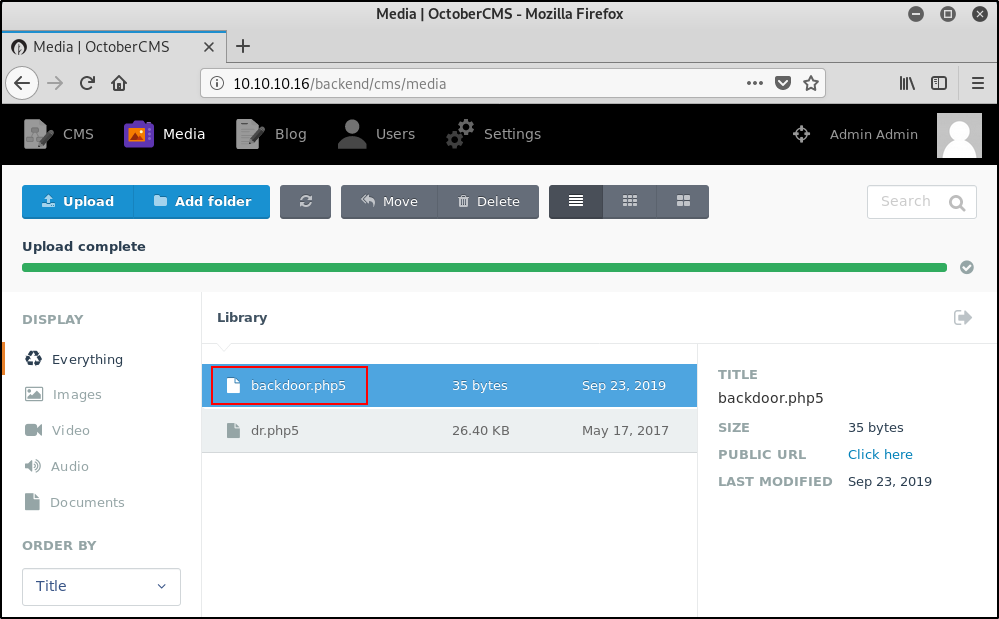 Media | OctoberCMS - Mozilla Firefox
Media | OctoberCMS
10.10.10.16/backend/cms/media
CMS Media Blog Users Settings Admin Admin
Upload Add folder Move Delete Search
Upload complete
DISPLAY
Everything
Images
Video
Audio
Documents
ORDER BY
Title
Library
backdoor.php5 35 bytes Sep 23, 2019
dr.php5 26.40 KB May 17, 2017
TITLE
backdoor.php5
SIZE 35 bytes
PUBLIC URL Click here
LAST MODIFIED Sep 23, 2019